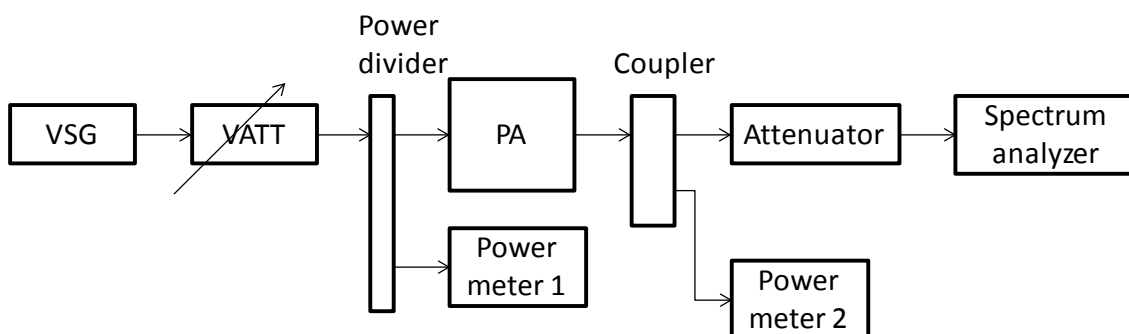 Power
divider
Coupler
VSG
VATT
PA
Attenuator
Spectrum
analyzer
Power
meter 1
Power
meter 2